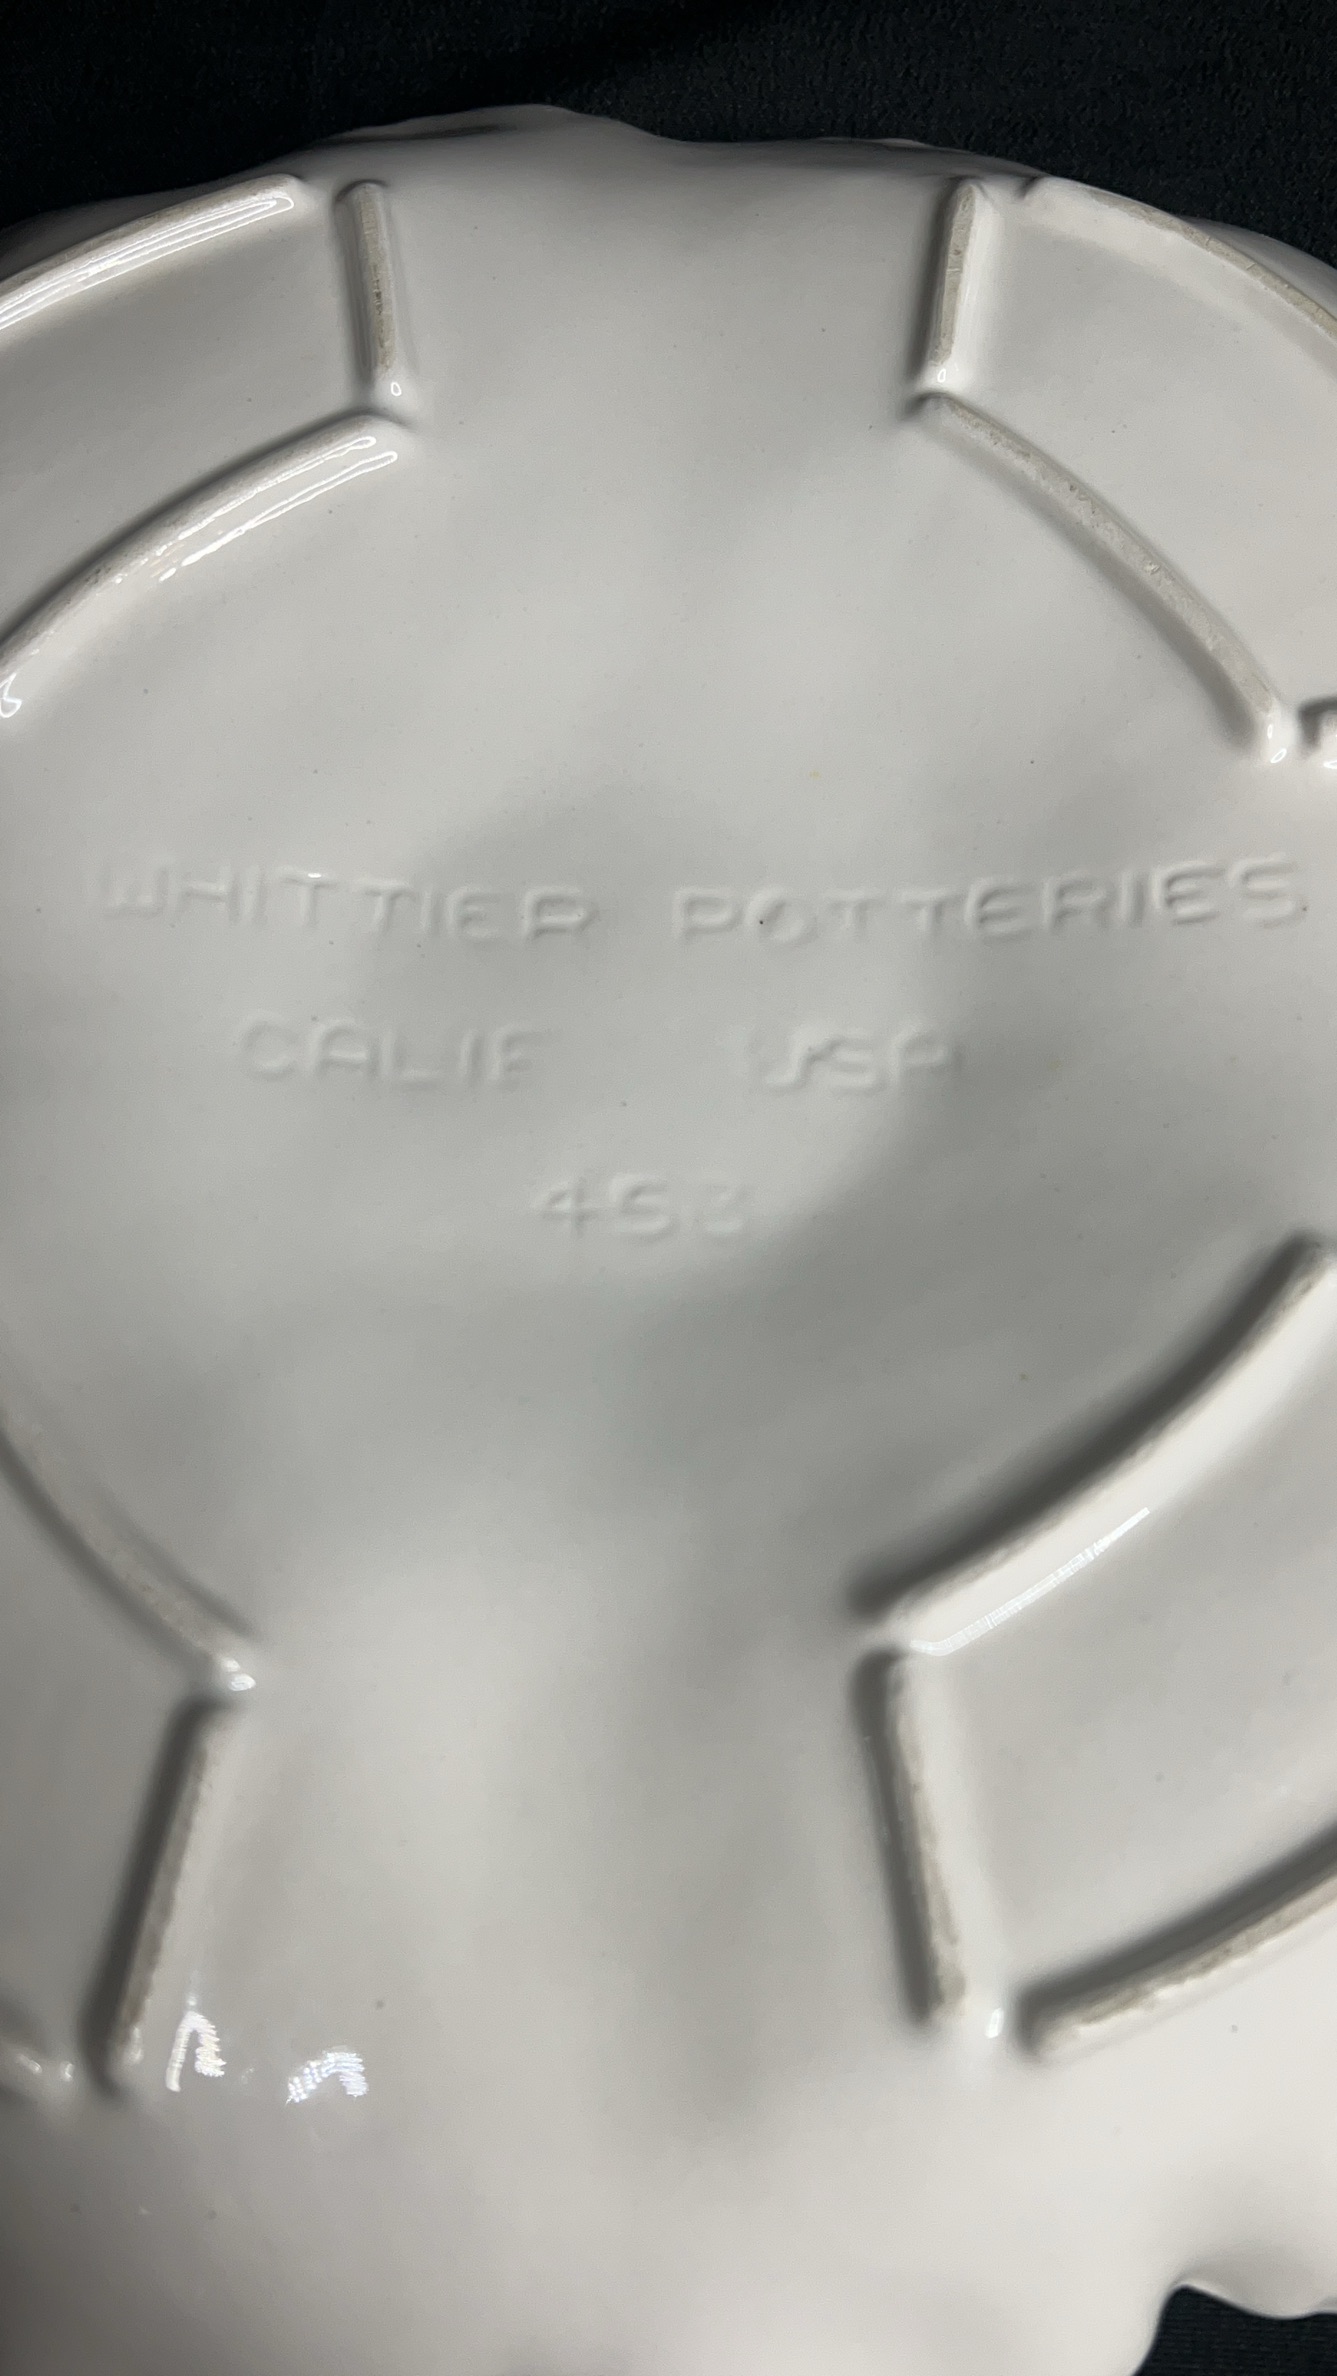 WHITTIER POTTERIES
CALIF USA
453